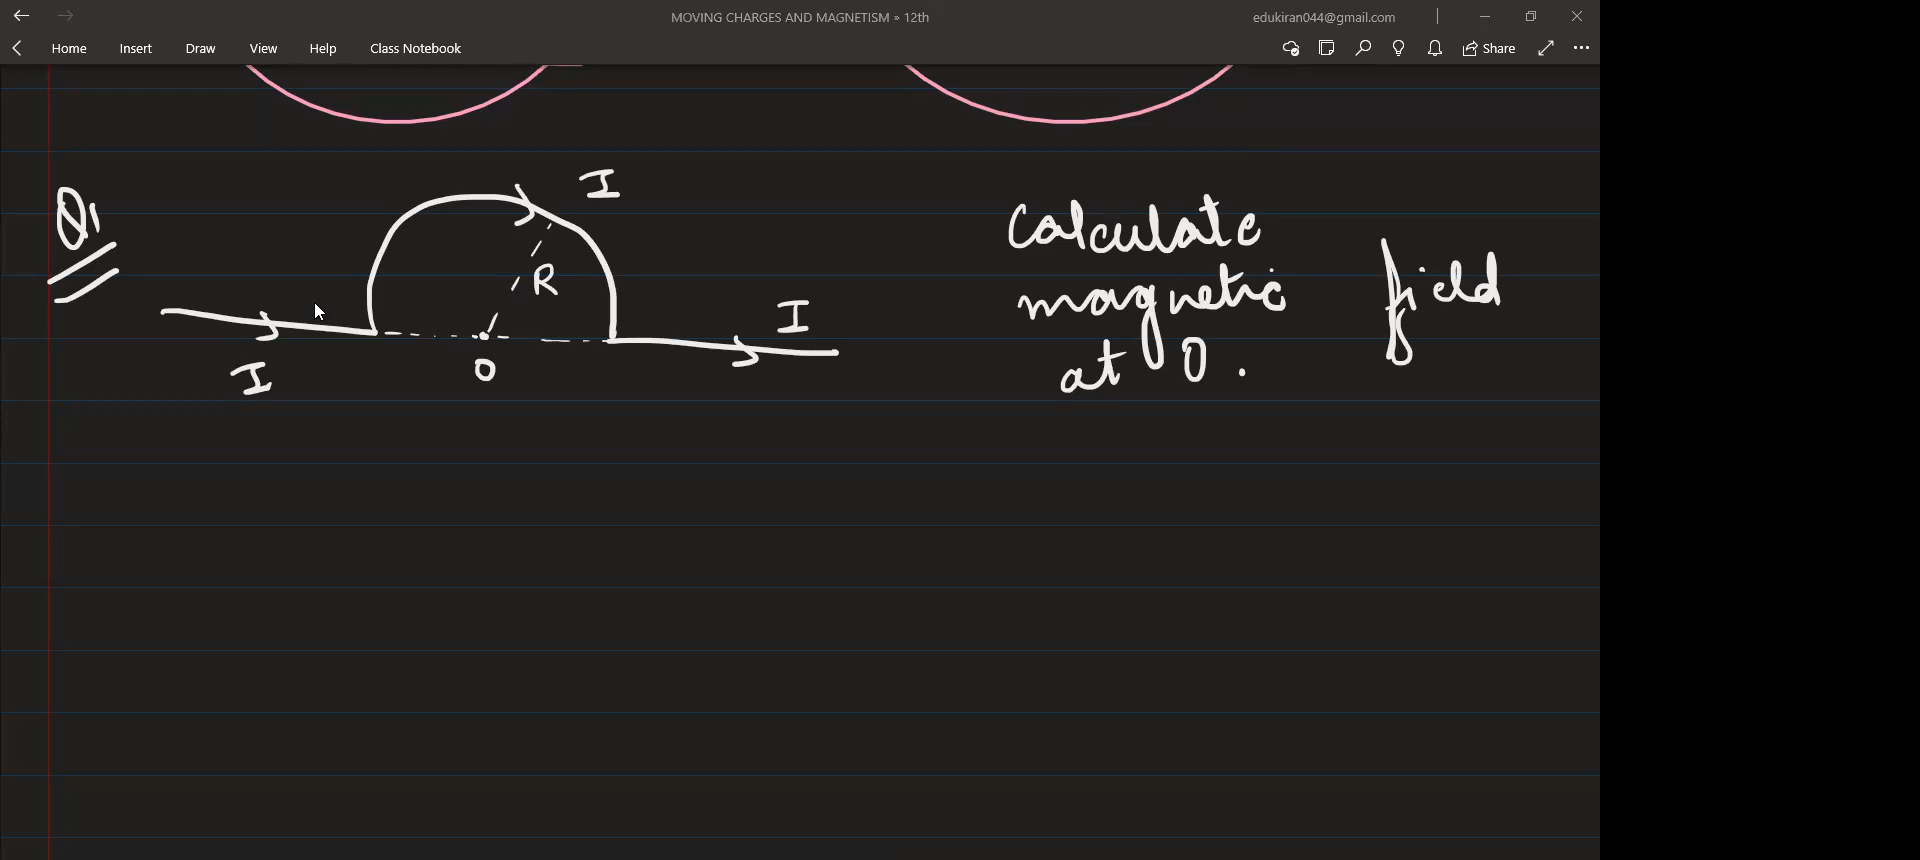 MOVING CHARGES AND MAGNETISM » 12th
edukiran044@gmail.com
Home Insert Draw View Help Class Notebook
Share
Q1
I
R
I
I
O
Calculate
magnetic field
at O.